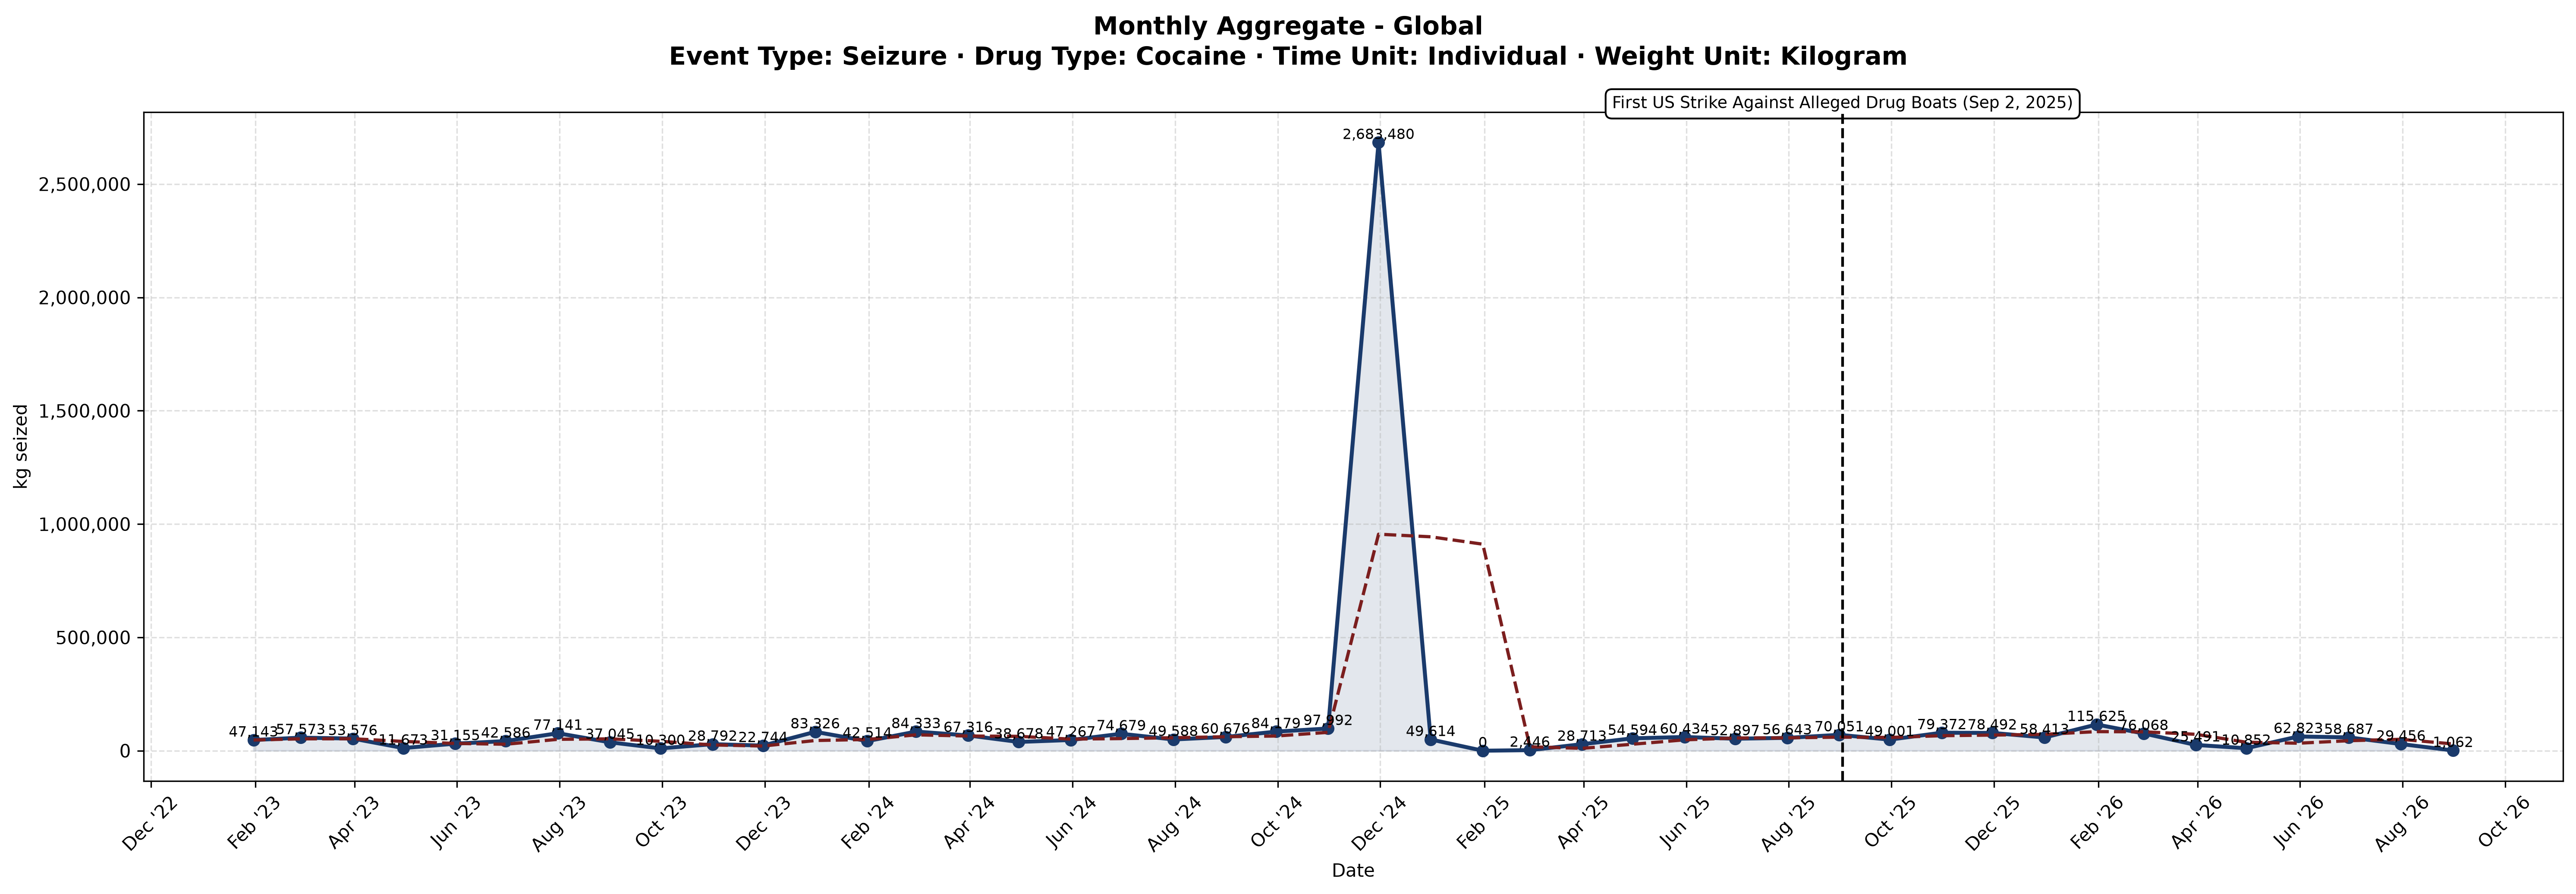 Monthly Aggregate - Global
Event Type: Seizure · Drug Type: Cocaine · Time Unit: Individual · Weight Unit: Kilogram
First US Strike Against Alleged Drug Boats (Sep 2, 2025)
kg seized
2,500,000
2,000,000
1,500,000
1,000,000
500,000
0
47,143
57,573
53,576
11,673
31,155
42,586
77,141
37,045
10,300
28,792
22,744
83,326
42,514
84,333
67,316
38,678
47,267
74,679
49,588
60,676
84,179
97,992
2,683,480
49,614
0
2,446
28,713
54,594
60,434
52,897
56,643
70,051
49,001
79,372
78,492
58,413
115,625
76,068
10,852
62,823
58,687
29,456
1,062
Dec '22
Feb '23
Apr '23
Jun '23
Aug '23
Oct '23
Dec '23
Feb '24
Apr '24
Jun '24
Aug '24
Oct '24
Dec '24
Feb '25
Apr '25
Jun '25
Aug '25
Oct '25
Dec '25
Feb '26
Apr '26
Jun '26
Aug '26
Oct '26
Date